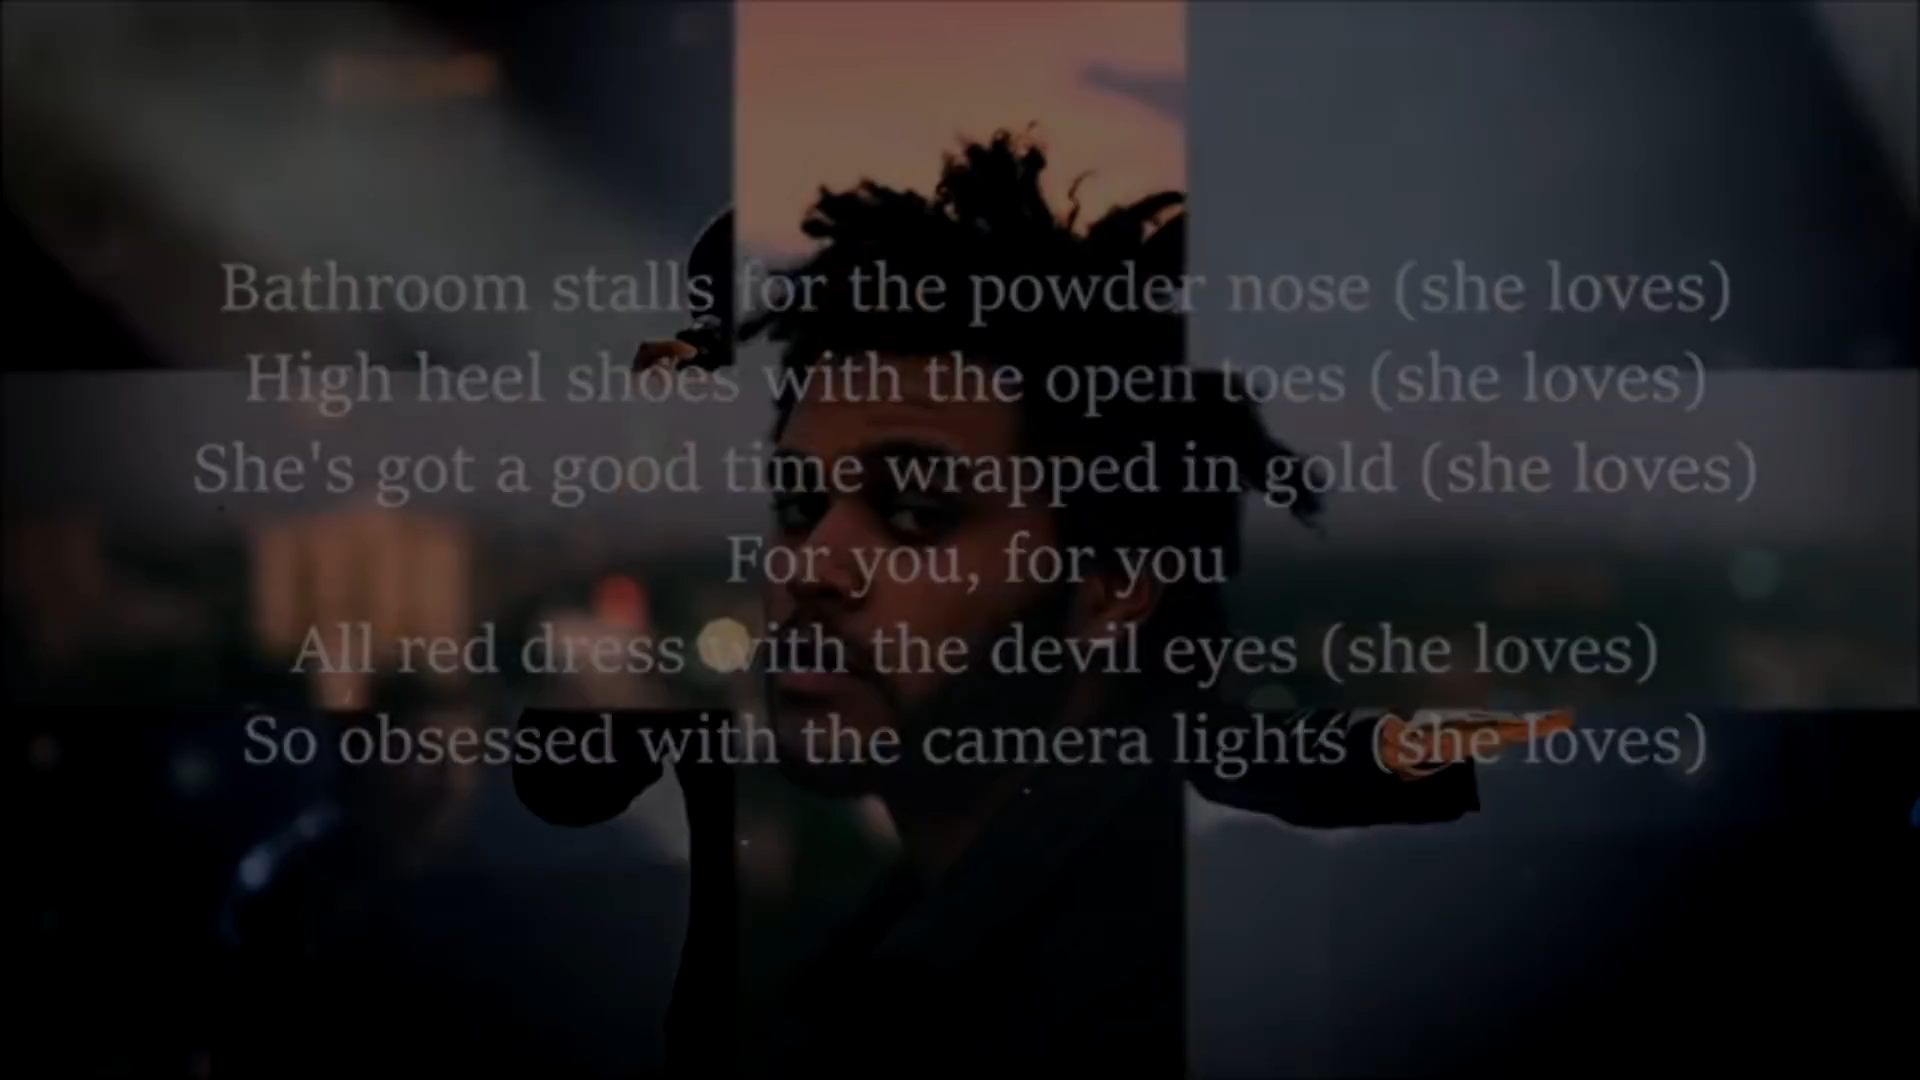 Bathroom stalls for the powder nose (she loves)
High heel shoes with the open toes (she loves)
She's got a good time wrapped in gold (she loves)
For you, for you
All red dress with the devil eyes (she loves)
So obsessed with the camera lights (she loves)